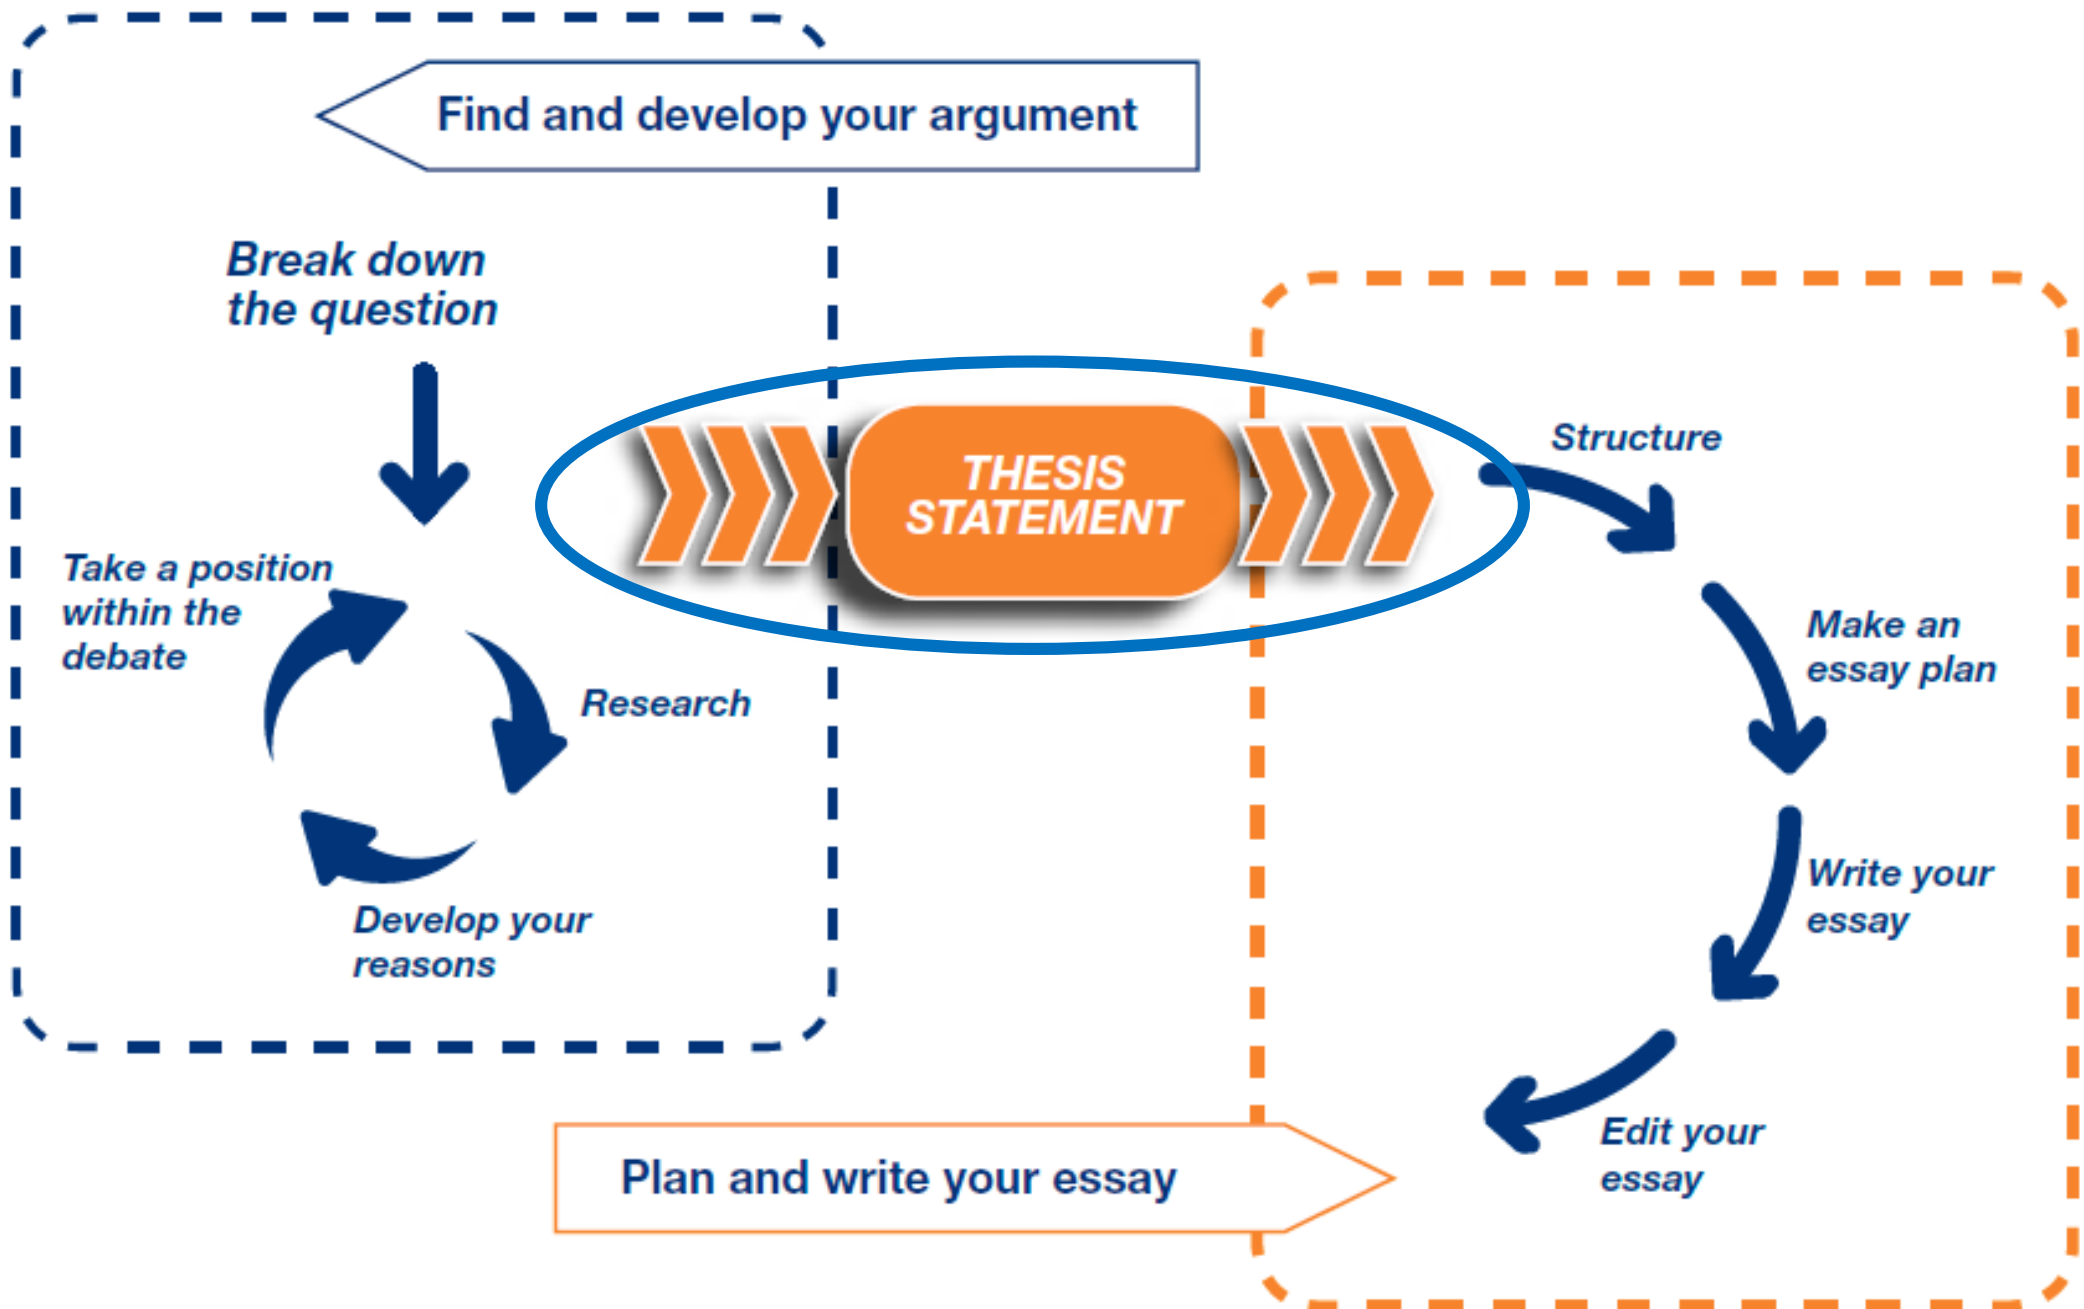 Find and develop your argument
Break down
the question
Take a position
within the
debate
Research
Develop your
reasons
THESIS
STATEMENT
Structure
Make an
essay plan
Write your
essay
Edit your
essay
Plan and write your essay